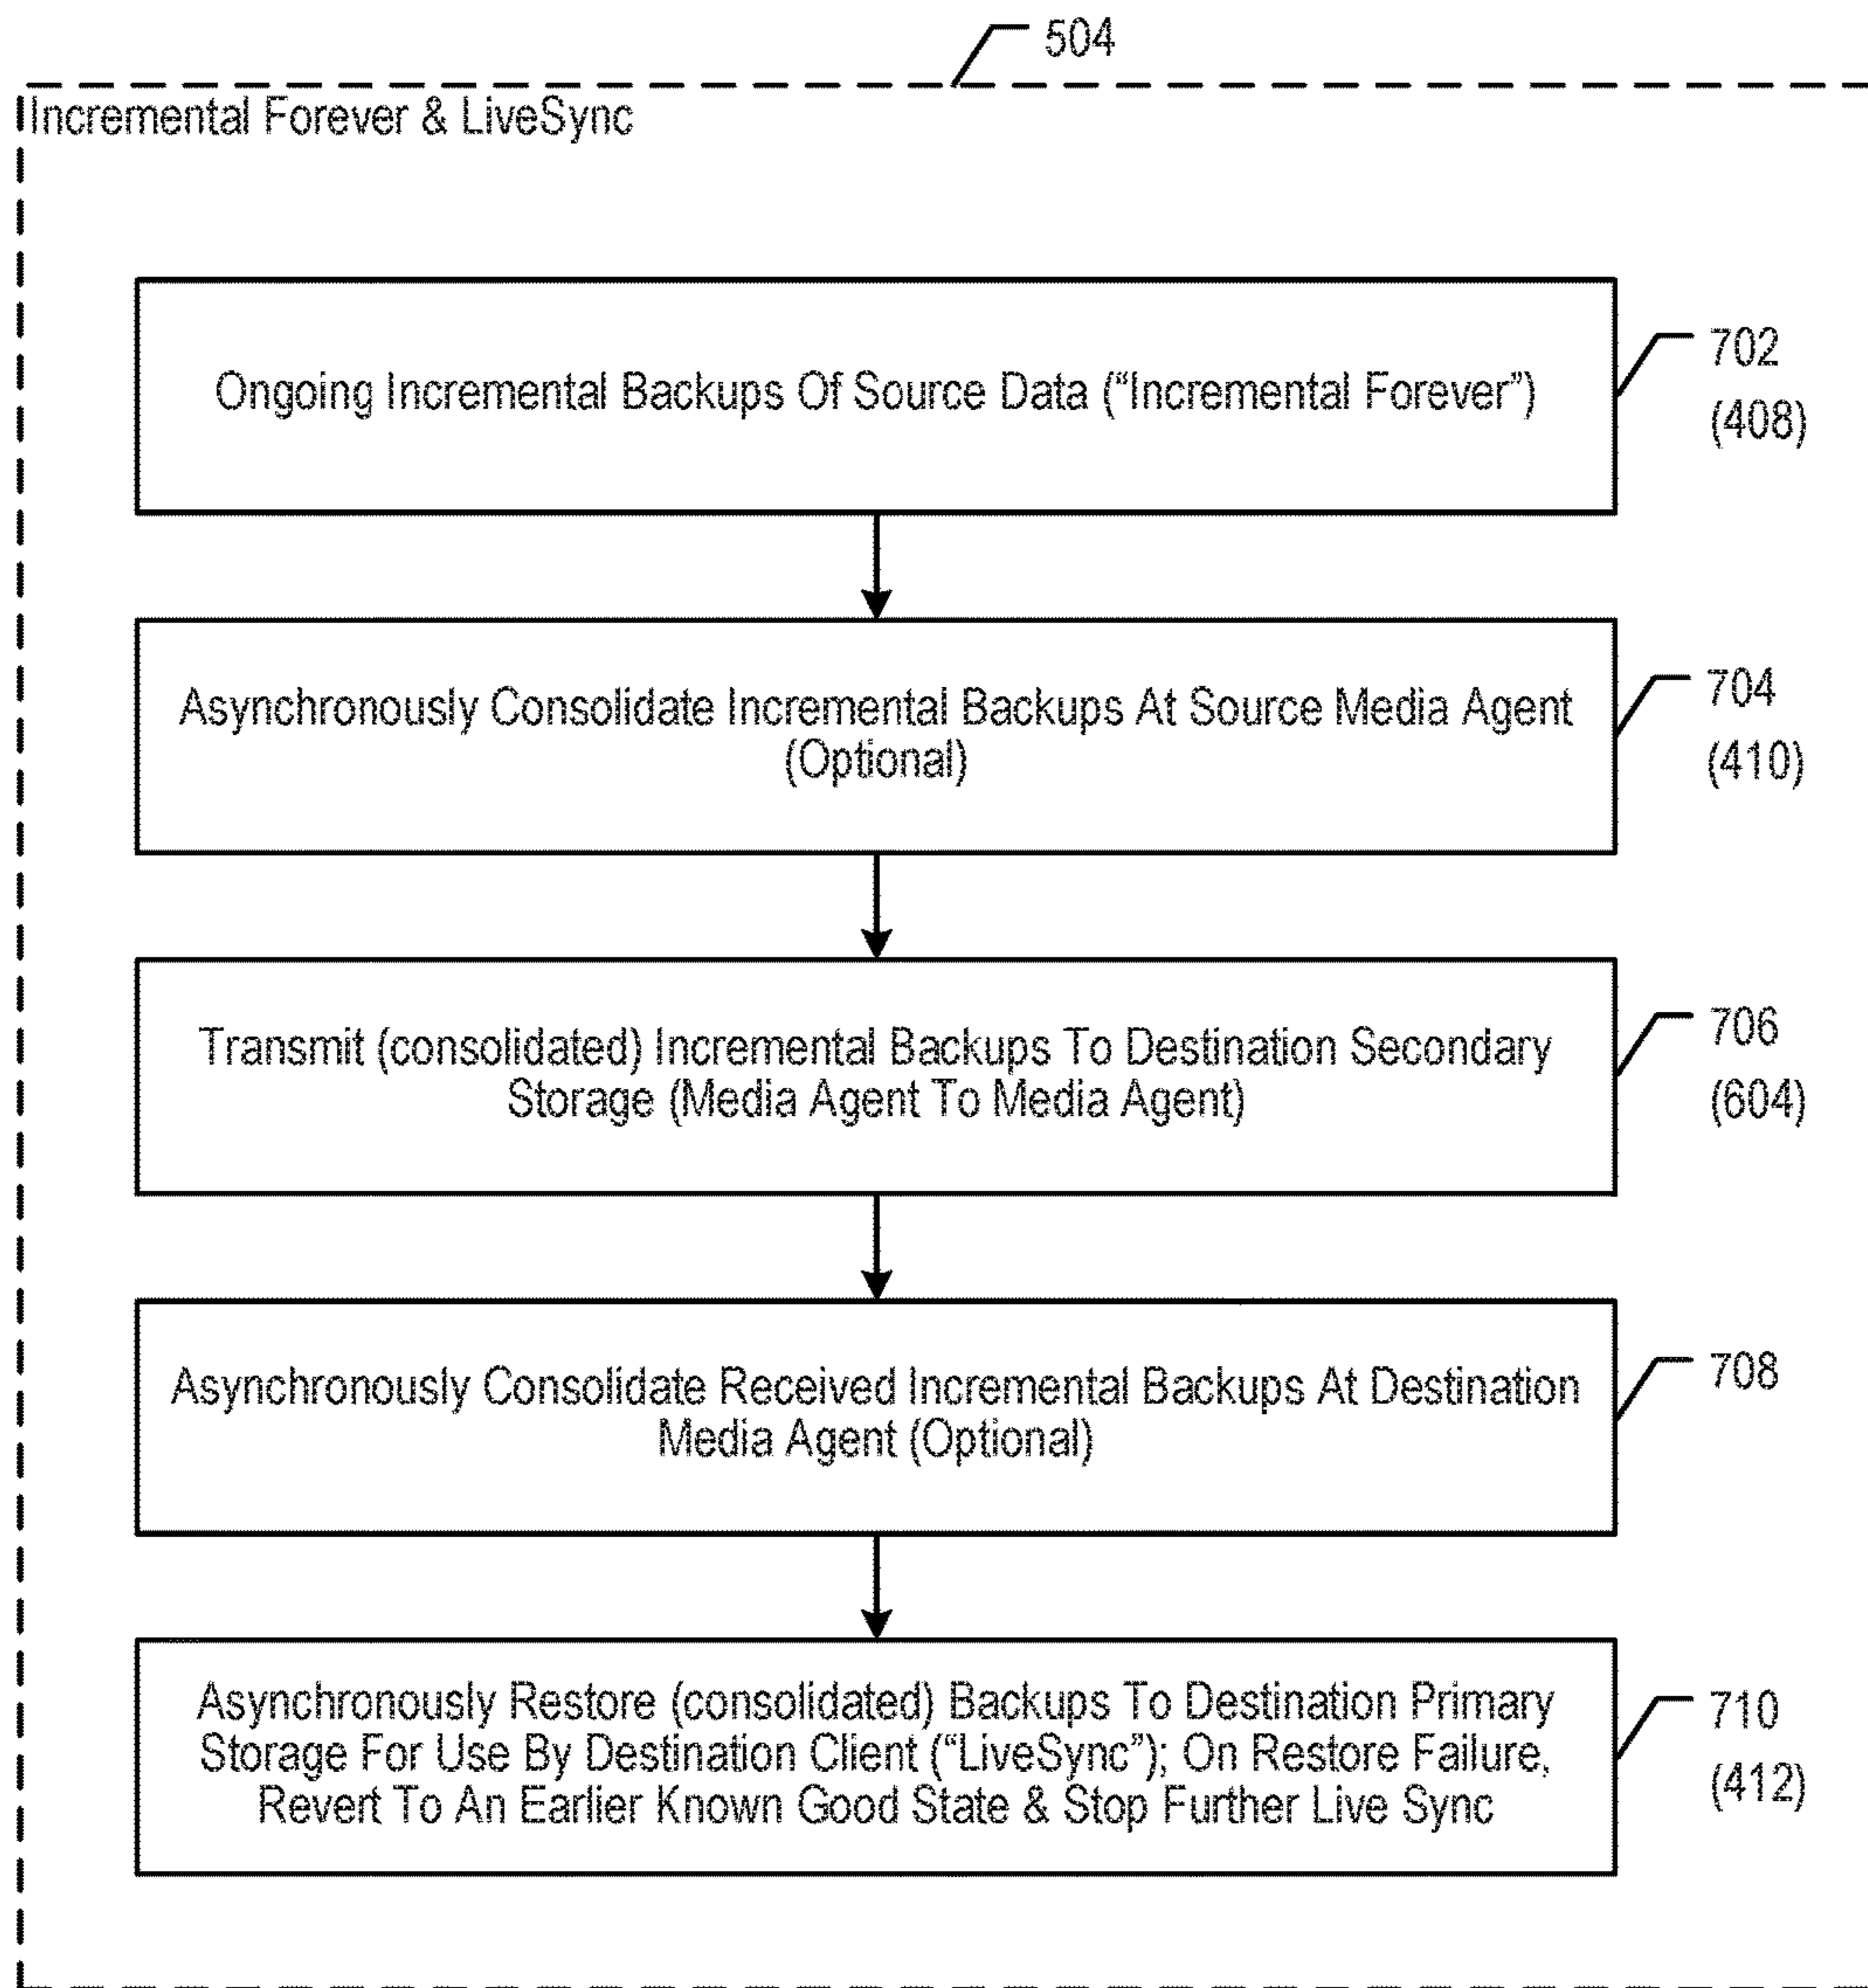 504
Incremental Forever & LiveSync
Ongoing Incremental Backups Of Source Data (“Incremental Forever”)
702
(408)
Asynchronously Consolidate Incremental Backups At Source Media Agent
(Optional)
704
(410)
Transmit (consolidated) Incremental Backups To Destination Secondary
Storage (Media Agent To Media Agent)
706
(604)
Asynchronously Consolidate Received Incremental Backups At Destination
Media Agent (Optional)
708
Asynchronously Restore (consolidated) Backups To Destination Primary
Storage For Use By Destination Client (“LiveSync”); On Restore Failure,
Revert To An Earlier Known Good State & Stop Further Live Sync
710
(412)